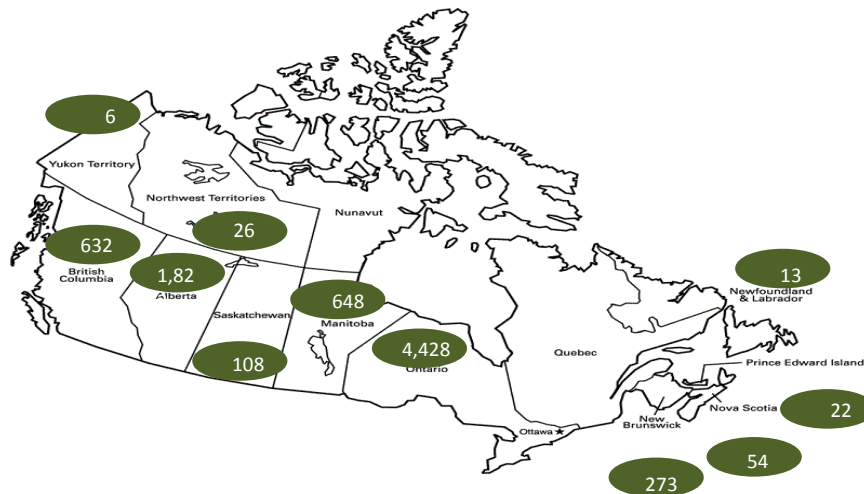 6
Yukon Territory
Northwest Territories
Nunavut
26
632
British
Columbia
1,82
Alberta
13
Newfoundland
& Labrador
648
Manitoba
Saskatchewan
4,428
Ontario
108
Quebec
Prince Edward Island
Nova Scotia
22
New
Brunswick
Ottawa
54
273